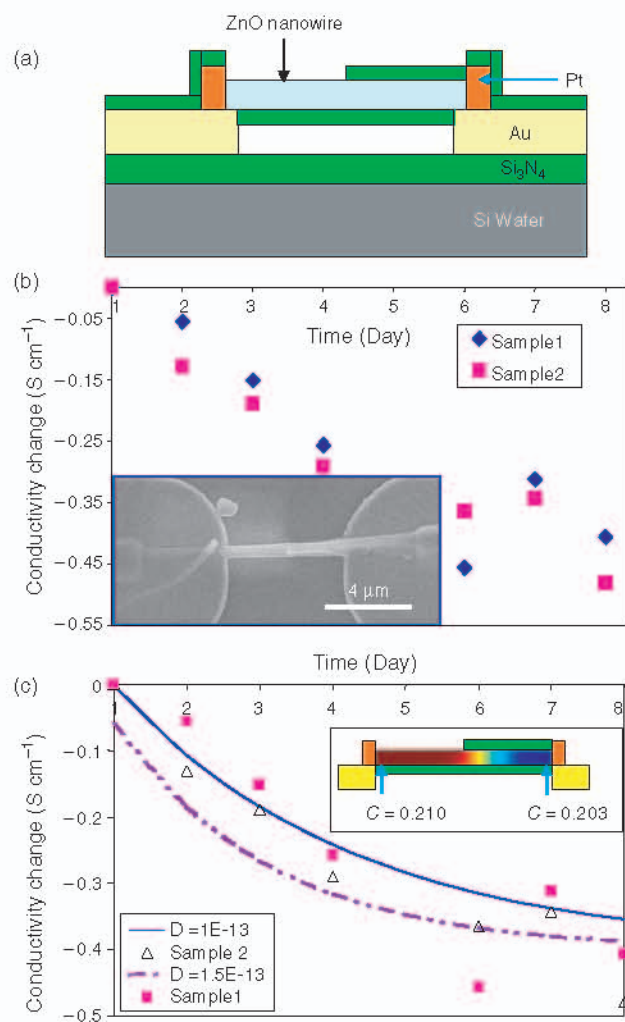 ZnO nanowire
(a)
Pt
Au
Si₃N₄
Si Wafer
(b)
1 2 3 4 5 6 7 8
Time (Day)
−0.05
−0.15
−0.25
−0.35
−0.45
−0.55
Conductivity change (S cm⁻¹)
Sample1
Sample2
4 μm
Time (Day)
(c)
0
1 2 3 4 5 6 7 8
−0.1
−0.2
−0.3
−0.4
−0.5
Conductivity change (S cm⁻¹)
C = 0.210
C = 0.203
D =1E-13
Sample 2
D =1.5E-13
Sample1